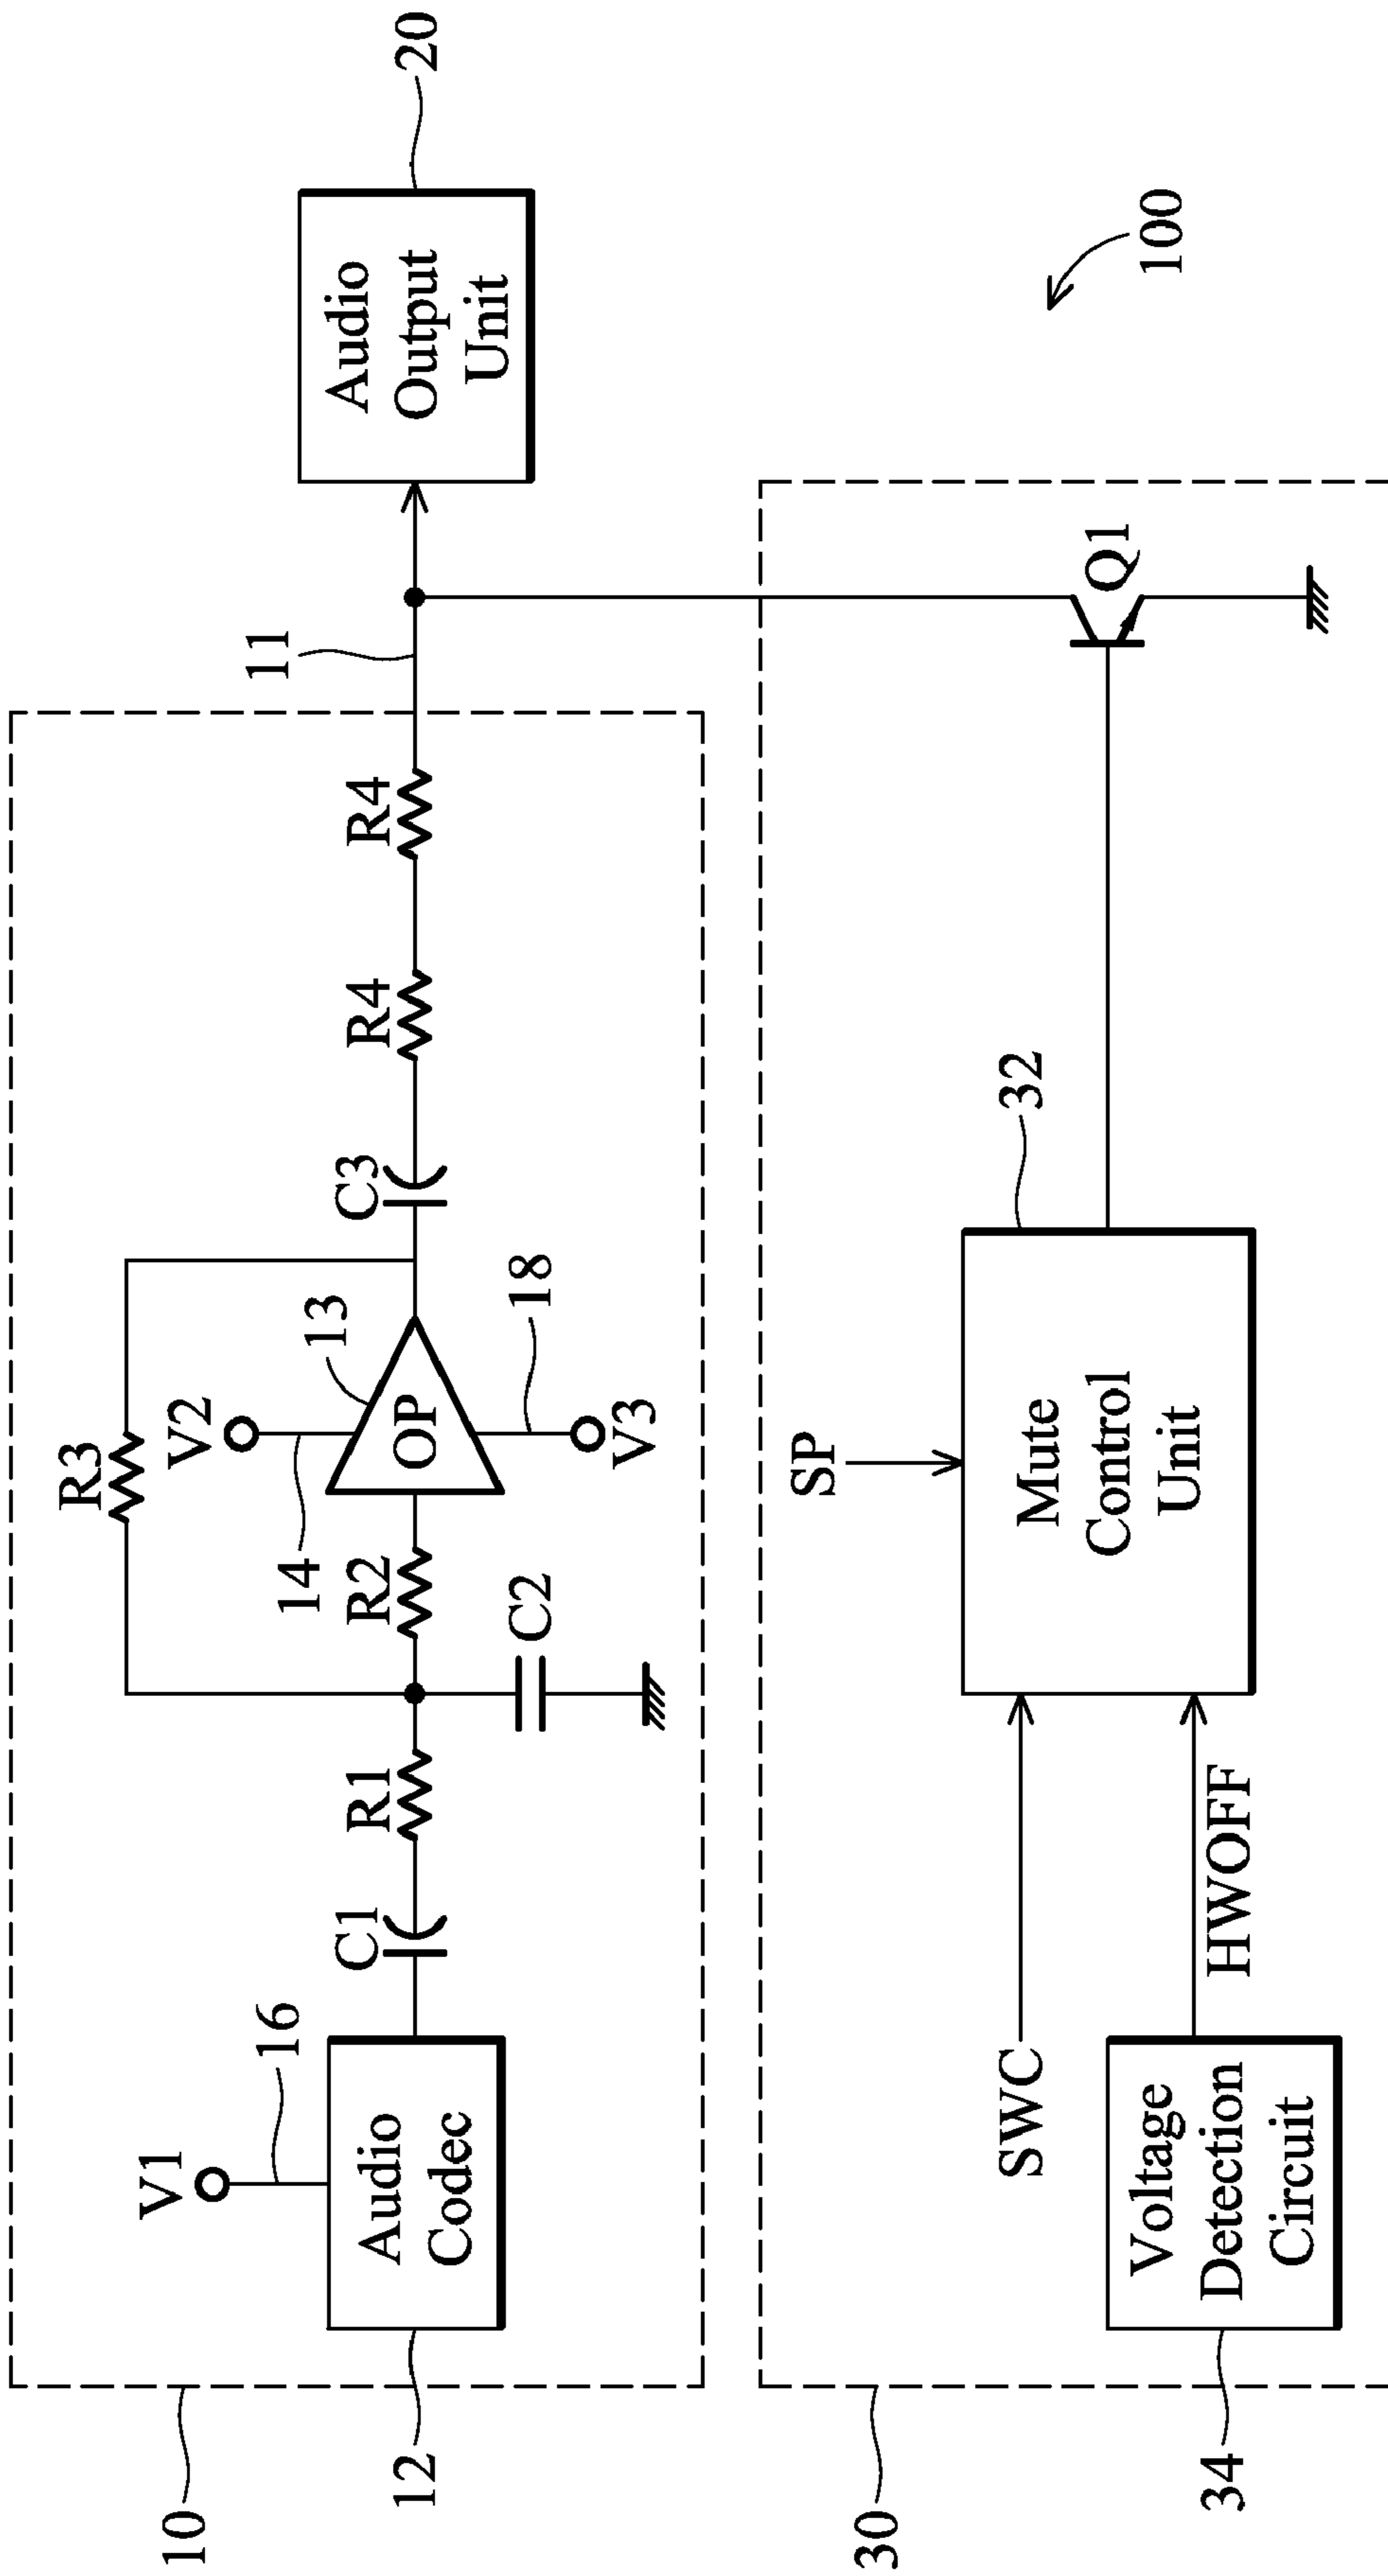 10
V1
16
12
Audio
Codec
C1
R1
C2
R2
R3
14
V2
13
OP
18
V3
C3
R4
R4
11
Audio
Output
Unit
20
30
SWC
34
Voltage
Detection
Circuit
HWOFF
SP
Mute
Control
Unit
32
Q1
100